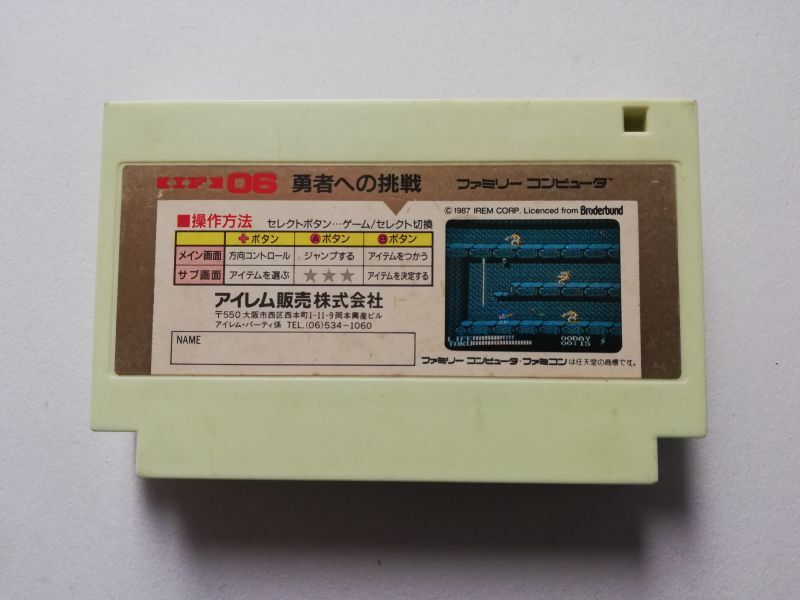 06 勇者への挑戦 ファミリー コンピュータ™
■操作方法 セレクトボタン…ゲーム/セレクト切換
✚ボタン Ⓐボタン Ⓑボタン
メイン画面 方向コントロール ジャンプする アイテムをつかう
サブ画面 アイテムを選ぶ ★★★ アイテムを決定する
アイレム販売株式会社
〒550 大阪市西区西本町1-11-9岡本興産ビル
アイレム・パーティ係 TEL.(06)534-1060
NAME
© 1987 IREM CORP. Licenced from Brøderbund
LIFE 00DAY
TOKU 00:15
ファミリー コンピュータ・ファミコンは任天堂の商標です。